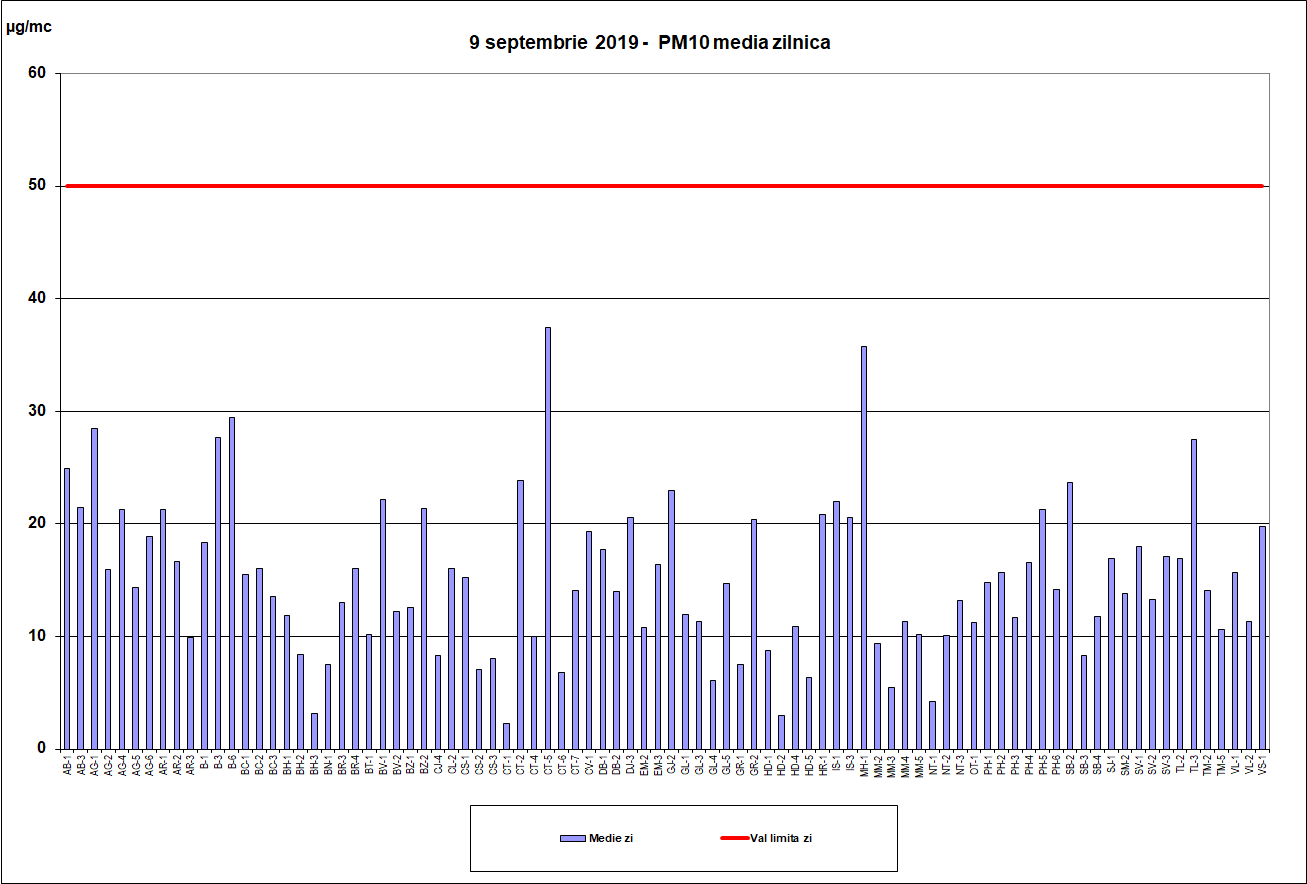 µg/mc
9 septembrie 2019 - PM10 media zilnica
60
50
40
30
20
10
0
AB-1 AB-3 AG-1 AG-2 AG-4 AG-5 AG-6 AR-1 AR-2 AR-3 B-1 B-3 B-6 BC-1 BC-2 BC-3 BH-1 BH-2 BH-3 BN-1 BR-3 BR-4 BT-1 BV-1 BV-2 BZ-1 BZ-2 CJ-4 CL-2 CS-1 CS-2 CS-3 CT-1 CT-2 CT-4 CT-5 CT-6 CT-7 CV-1 DB-1 DB-2 DJ-3 EM-2 EM-3 GJ-2 GL-1 GL-3 GL-4 GL-5 GR-1 GR-2 HD-1 HD-2 HD-4 HD-5 HR-1 IS-1 IS-3 MH-1 MM-2 MM-3 MM-4 MM-5 NT-1 NT-2 NT-3 OT-1 PH-1 PH-2 PH-3 PH-4 PH-5 PH-6 SB-2 SB-3 SB-4 SJ-1 SM-2 SV-1 SV-2 SV-3 TL-2 TL-3 TM-2 TM-5 VL-1 VL-2 VS-1
Medie zi Val limita zi